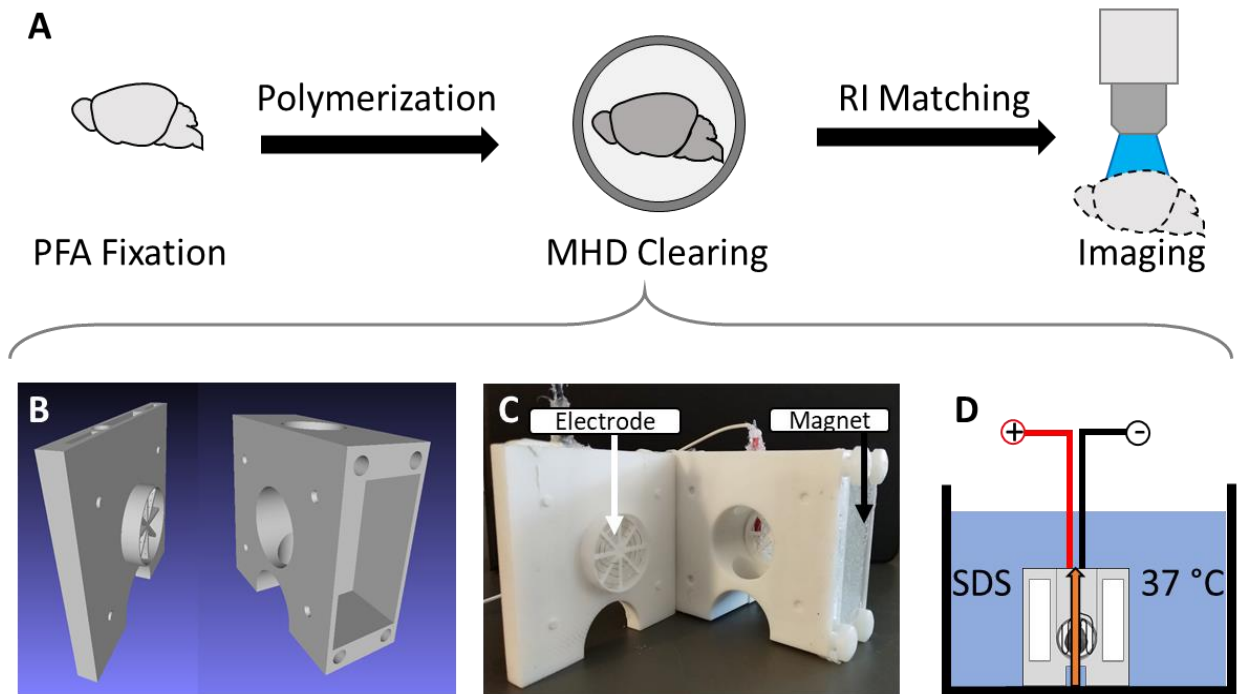 A
Polymerization
RI Matching
PFA Fixation
MHD Clearing
Imaging
B
C
Electrode
Magnet
D
+
-
SDS
37 °C